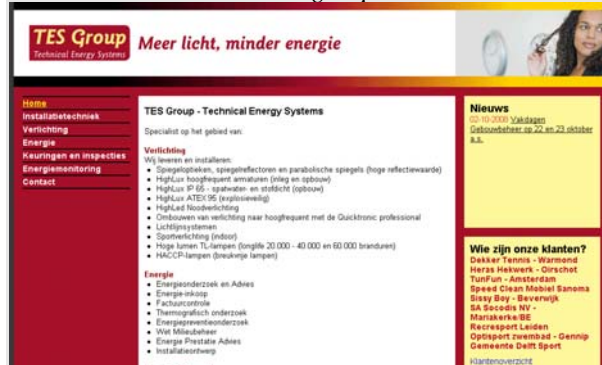 TES Group
Technical Energy Systems
Meer licht, minder energie
Home
Installatietechniek
Verlichting
Energie
Keuringen en inspecties
Energiemonitoring
Contact
TES Group - Technical Energy Systems
Specialist op het gebied van:
Verlichting
Wij leveren en installeren:
Spiegeloptieken, spiegelreflectoren en parabolische spiegels (hoge reflectiewaarde)
HighLux hoogfrequent armaturen (inleg en opbouw)
HighLux IP 65 - spatwater- en stofdicht (opbouw)
HighLux ATEX 95 (explosieveilig)
HighLed Noodverlichting
Ombouwen van verlichting naar hoogfrequent met de Quicktronic professional
Lichtlijnsystemen
Sportverlichting (indoor)
Hoge lumen TL-lampen (longlife 20.000 - 40.000 en 60.000 branduren)
HACCP-lampen (breukvrije lampen)
Energie
Energieonderzoek en Advies
Energie-inkoop
Factuurcontrole
Thermografisch onderzoek
Energiepreventieonderzoek
Wet Milieubeheer
Energie Prestatie Advies
Installatieontwerp
Nieuws
02-10-2008 Vakdagen
Gebouwbeheer op 22 en 23 oktober
a.s.
Wie zijn onze klanten?
Dekker Tennis - Warmond
Heras Hekwerk - Oirschot
TunFun - Amsterdam
Speed Clean Mobiel Sanoma
Sissy Boy - Beverwijk
SA Socodis NV -
Mariakerke/BE
Recresport Leiden
Optisport zwembad - Gennip
Gemeente Delft Sport
Klantenoverzicht